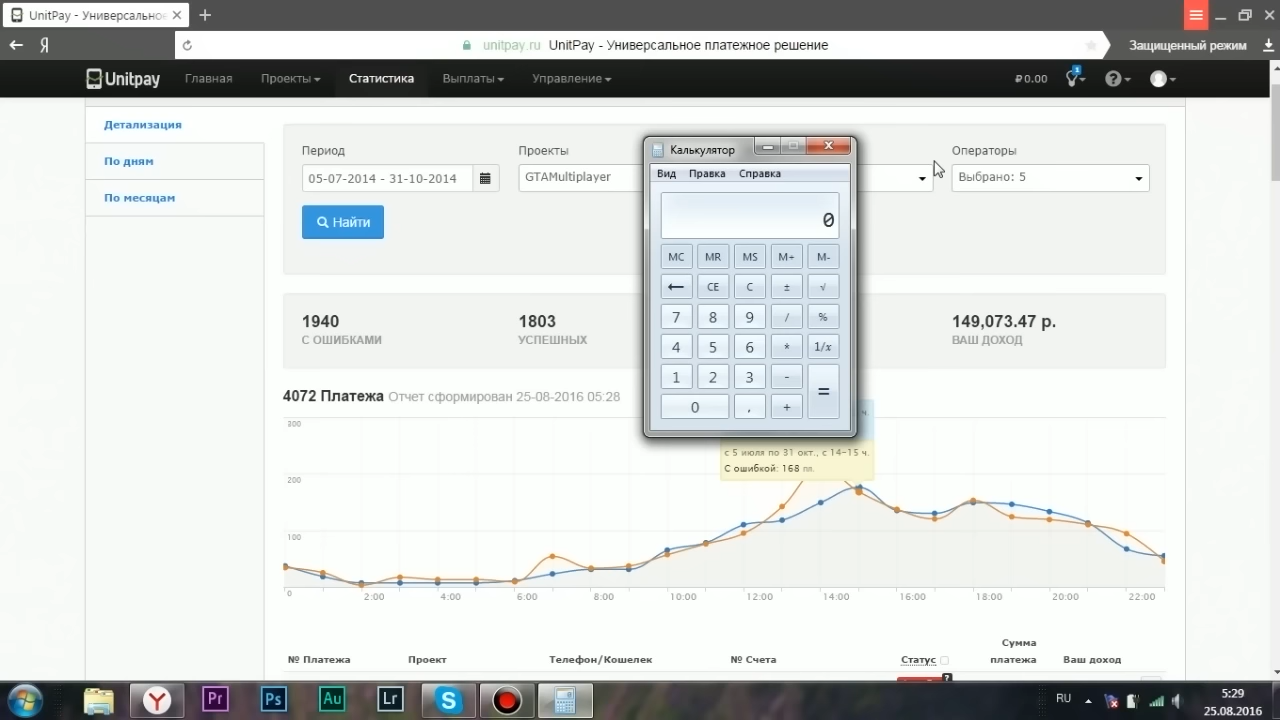 UnitPay - Универсальное
Я
unitpay.ru UnitPay - Универсальное платежное решение
Защищенный режим
Unitpay
Главная
Проекты
Статистика
Выплаты
Управление
₽0.00
1
?
Детализация
По дням
По месяцам
Период
Проекты
Операторы
05-07-2014 - 31-10-2014
GTAMultiplayer
Выбрано: 5
Найти
Калькулятор
Вид Правка Справка
0
MC MR MS M+ M-
← CE C ± √
7 8 9 / %
4 5 6 * 1/x
1 2 3 - =
0 , +
1940
С ОШИБКАМИ
1803
УСПЕШНЫХ
149,073.47 р.
ВАШ ДОХОД
4072 Платежа Отчет сформирован 25-08-2016 05:28
300
200
100
0
ч.
с 5 июля по 31 окт., с 14–15 ч.
С ошибкой: 168 пл.
2:00 4:00 6:00 8:00 10:00 12:00 14:00 16:00 18:00 20:00 22:00
№ Платежа
Проект
Телефон/Кошелек
№ Счета
Статус
Сумма
платежа
Ваш доход
?
Pr
Ps
Au
Lr
S
Y
RU
5:29
25.08.2016